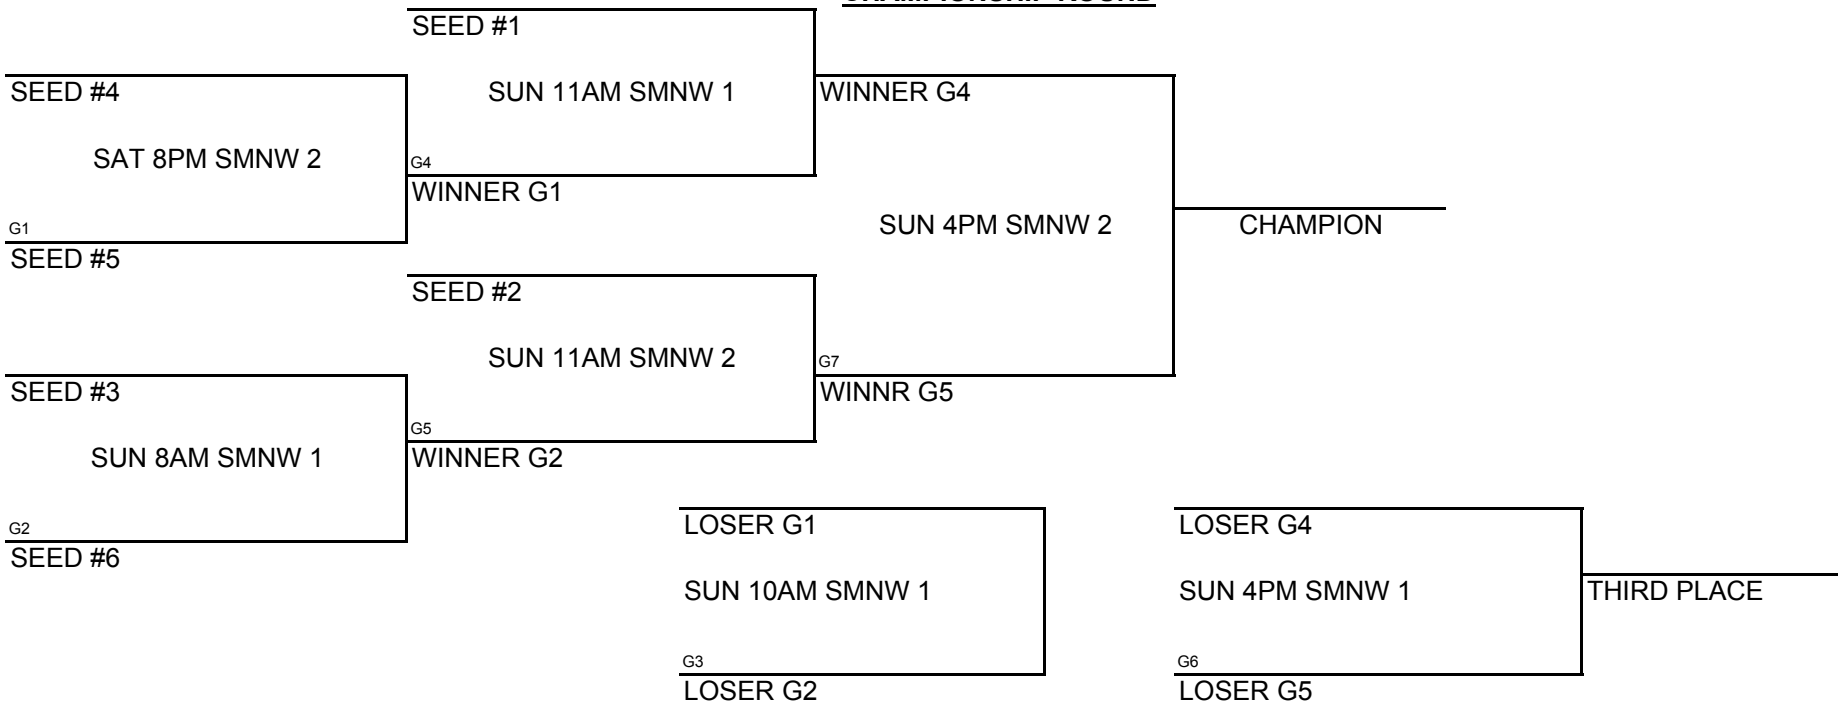 CHAMPIONSHIP ROUND
SEED #1
SEED #4
SUN 11AM SMNW 1
WINNER G4
SAT 8PM SMNW 2
G4
WINNER G1
G1
SUN 4PM SMNW 2
CHAMPION
SEED #5
SEED #2
SUN 11AM SMNW 2
G7
SEED #3
WINNR G5
G5
SUN 8AM SMNW 1
WINNER G2
G2
LOSER G1
LOSER G4
SEED #6
SUN 10AM SMNW 1
SUN 4PM SMNW 1
THIRD PLACE
G3
G6
LOSER G2
LOSER G5